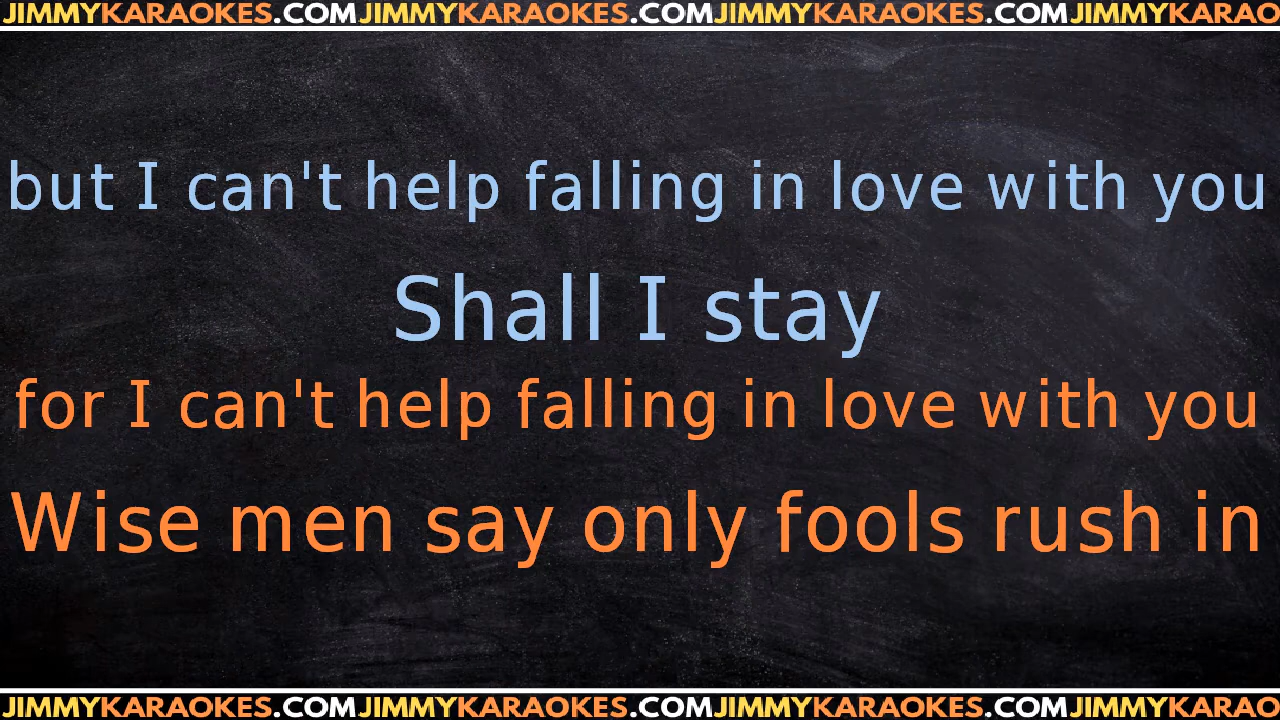 JIMMYKARAOKES.COMJIMMYKARAOKES.COMJIMMYKARAOKES.COMJIMMYKARAO
but I can't help falling in love with you
Shall I stay
for I can't help falling in love with you
Wise men say only fools rush in
JIMMYKARAOKES.COMJIMMYKARAOKES.COMJIMMYKARAOKES.COMJIMMYKARAO